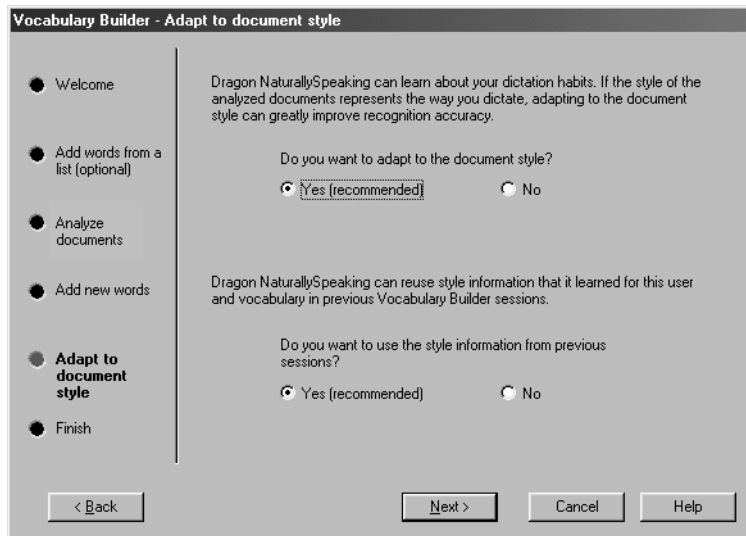 Vocabulary Builder - Adapt to document style
Welcome
Add words from a
list (optional)
Analyze
documents
Add new words
Adapt to
document
style
Finish
Dragon NaturallySpeaking can learn about your dictation habits. If the style of the
analyzed documents represents the way you dictate, adapting to the document
style can greatly improve recognition accuracy.
Do you want to adapt to the document style?
Yes (recommended) No
Dragon NaturallySpeaking can reuse style information that it learned for this user
and vocabulary in previous Vocabulary Builder sessions.
Do you want to use the style information from previous
sessions?
Yes (recommended) No
< Back Next > Cancel Help